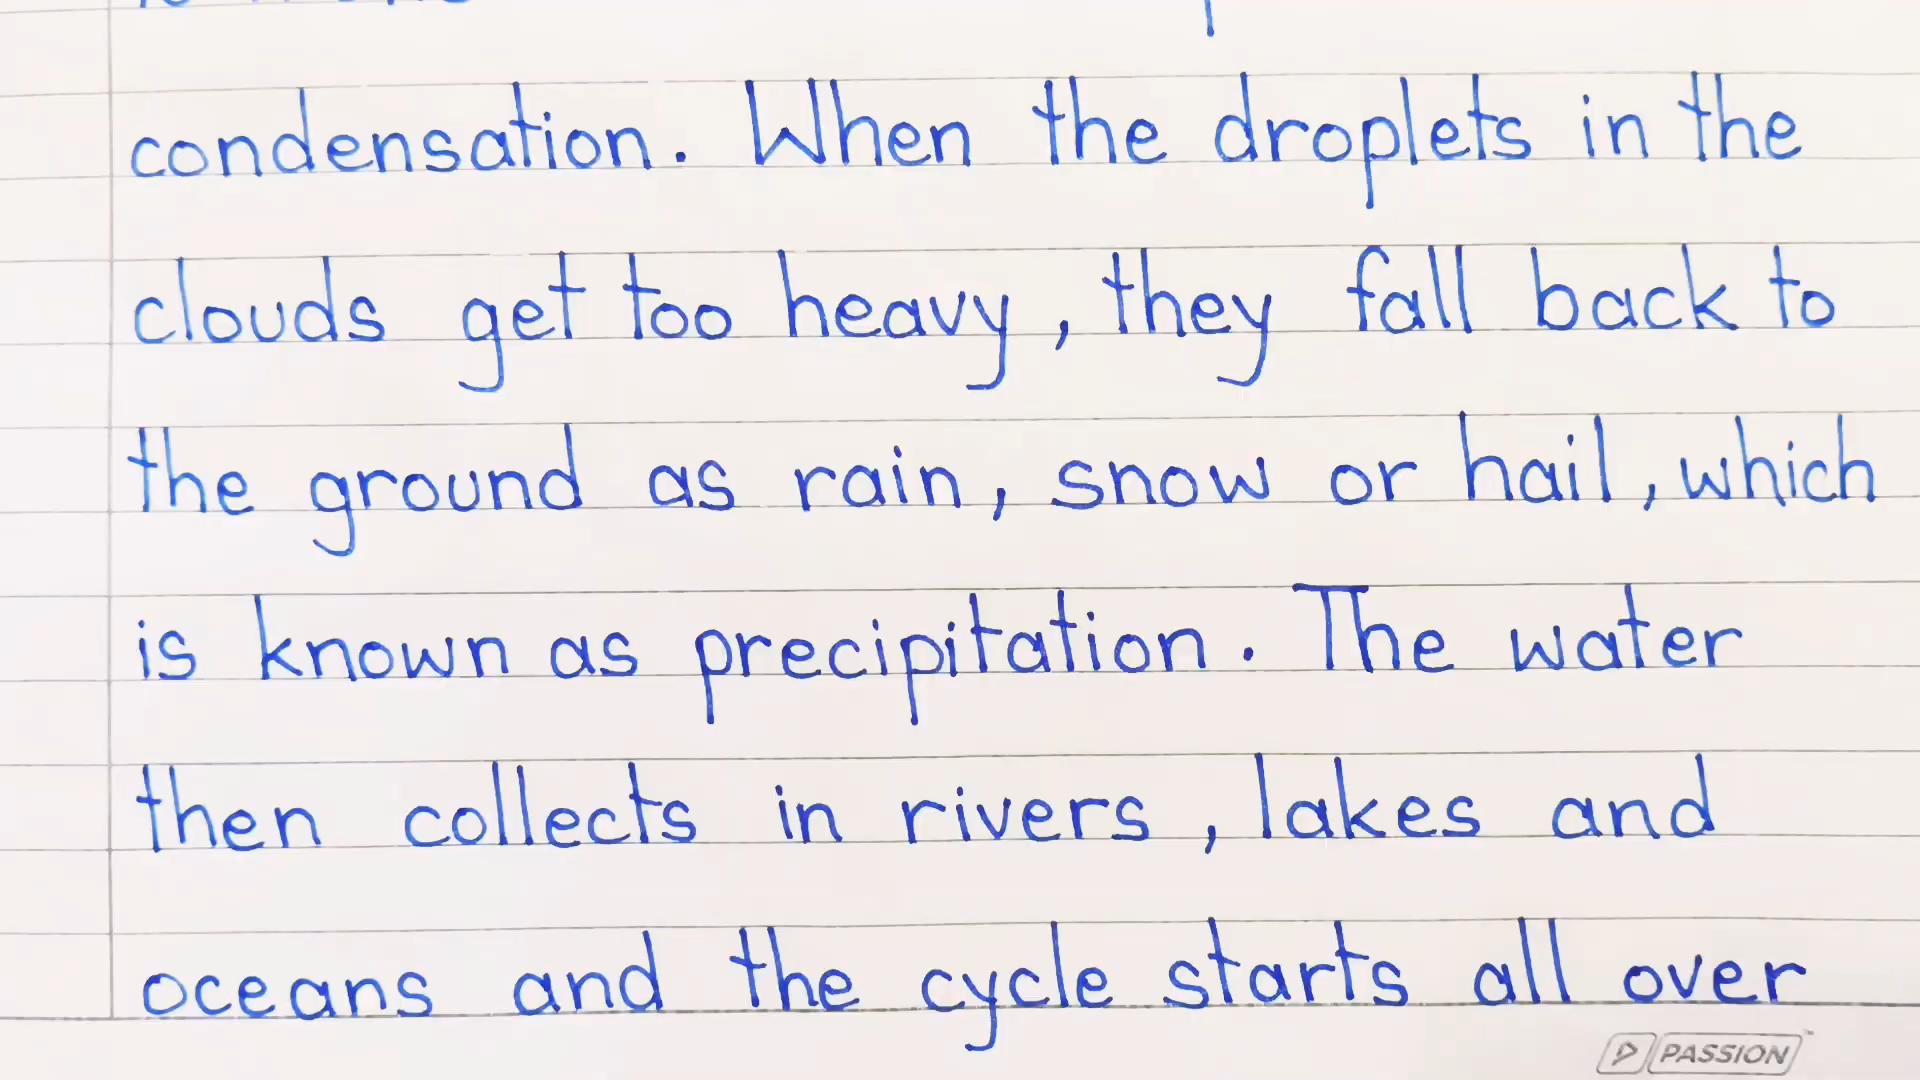 condensation. When the droplets in the
clouds get too heavy, they fall back to
the ground as rain, snow or hail, which
is known as precipitation. The water
then collects in rivers, lakes and
oceans and the cycle starts all over
PASSION™